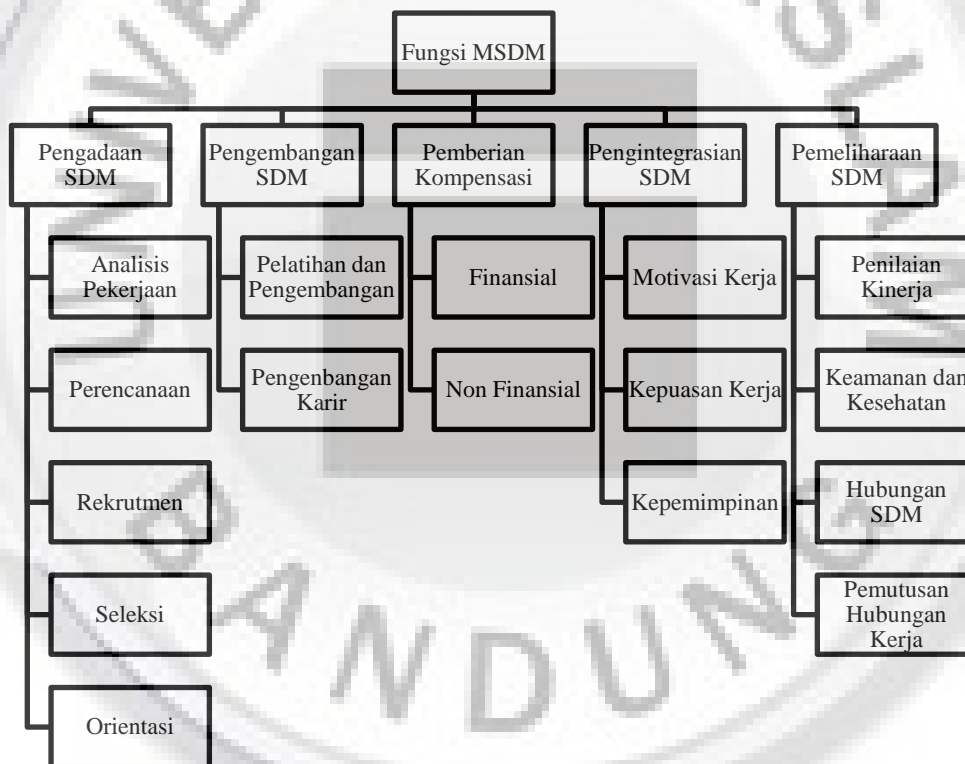 Fungsi MSDM
Pengadaan
SDM
Analisis
Pekerjaan
Perencanaan
Rekrutmen
Seleksi
Orientasi
Pengembangan
SDM
Pelatihan dan
Pengembangan
Pengenbangan
Karir
Pemberian
Kompensasi
Finansial
Non Finansial
Pengintegrasian
SDM
Motivasi Kerja
Kepuasan Kerja
Kepemimpinan
Pemeliharaan
SDM
Penilaian
Kinerja
Keamanan dan
Kesehatan
Hubungan
SDM
Pemutusan
Hubungan
Kerja
BANDUNG